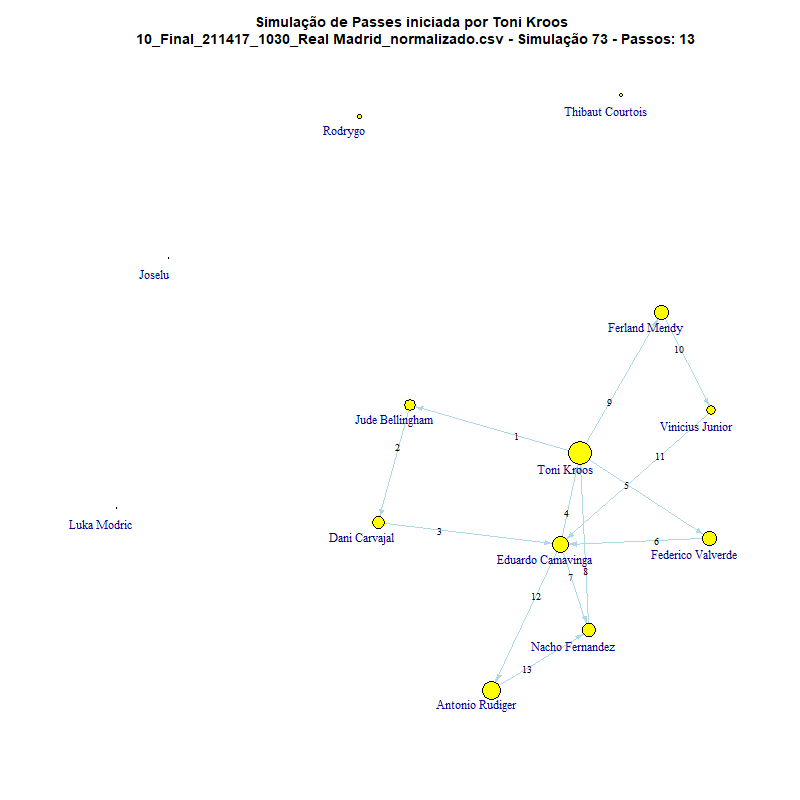 Simulação de Passes iniciada por Toni Kroos
10_Final_211417_1030_Real Madrid_normalizado.csv - Simulação 73 - Passos: 13
Thibaut Courtois
Rodrygo
Joselu
Ferland Mendy
10
9
Jude Bellingham
Vinicius Junior
1
2
11
Toni Kroos
5
4
Luka Modric
Dani Carvajal
3
6
Federico Valverde
Eduardo Camavinga
8
7
12
Nacho Fernandez
13
Antonio Rudiger